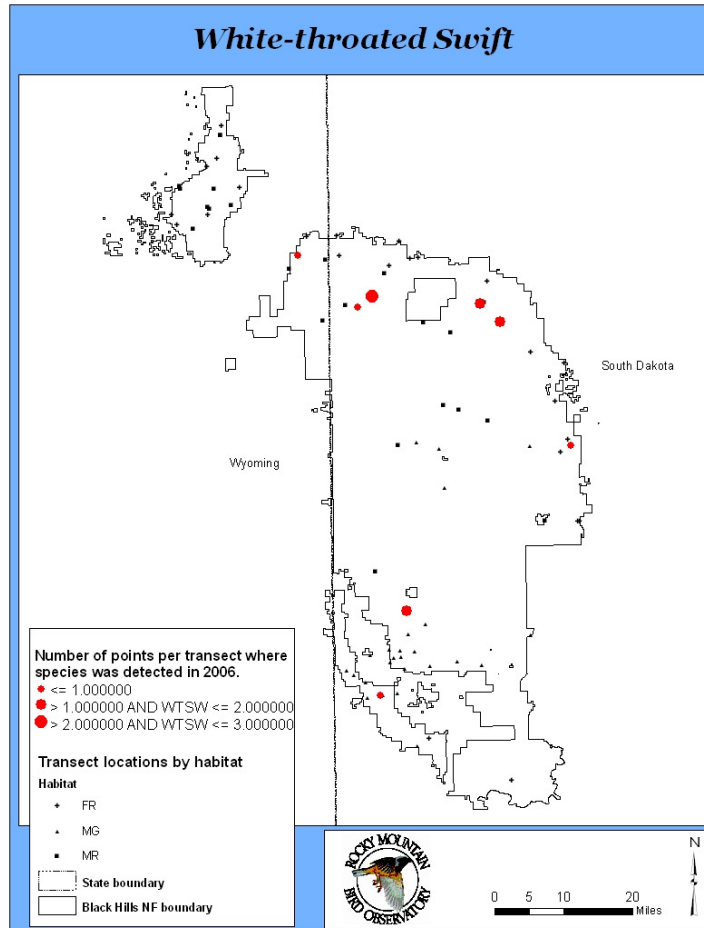 White-throated Swift
South Dakota
Wyoming
Number of points per transect where
species was detected in 2006.
<= 1.000000
> 1.000000 AND WTSW <= 2.000000
> 2.000000 AND WTSW <= 3.000000
Transect locations by habitat
Habitat
FR
MG
MR
State boundary
Black Hills NF boundary
ROCKY MOUNTAIN
BIRD OBSERVATORY
N
0 5 10 20
Miles